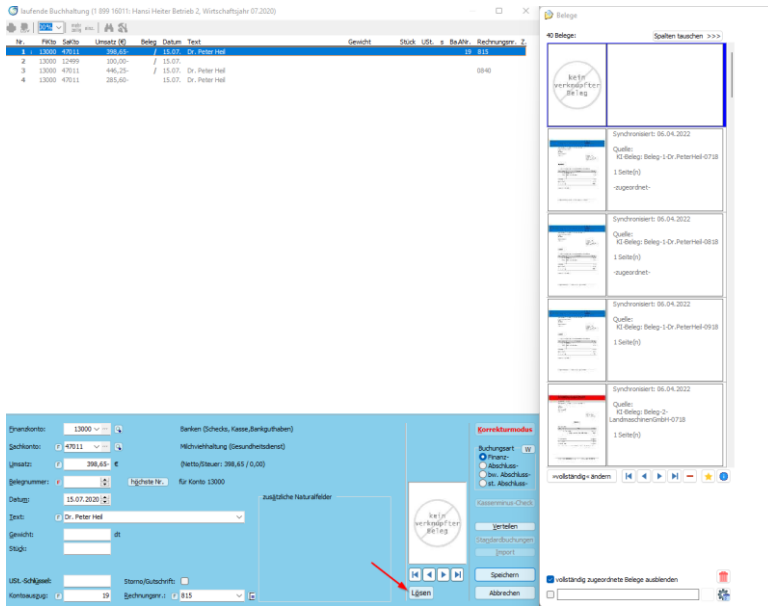 laufende Buchhaltung (1 899 16011: Hansi Heiter Betrieb 2, Wirtschaftsjahr 07.2020)
Nr. FiKto SaKto Umsatz (€) Beleg Datum Text Gewicht Stück USt. s BaANr. Rechnungsnr. Z.
1 : 13000 47011 398,65- / 15.07. Dr. Peter Heil 19 815
2 13000 12499 100,00- / 15.07.
3 13000 47011 446,25- / 15.07. Dr. Peter Heil 0840
4 13000 47011 285,60- 15.07. Dr. Peter Heil
Finanzkonto: F 13000 Banken (Schecks, Kasse,Bankguthaben)
Sachkonto: F 47011 Milchviehhaltung (Gesundheitsdienst)
Umsatz: F 398,65- € (Netto/Steuer: 398,65 / 0,00)
Belegnummer: höchste Nr. für Konto 13000
Datum: 15.07.2020
zusätzliche Naturalfelder
Text: F Dr. Peter Heil
Gewicht: dt
Stück:
USt.-Schlüssel: Storno/Gutschrift:
Kontoauszug: F 19 Rechnungsnr.: F 815
kein
verknüpfter
Beleg
Lösen
Korrekturmodus
Buchungsart
Finanz-
Abschluss-
bw. Abschluss-
st. Abschluss-
Kassenminus-Check
Verteilen
Standardbuchungen
Import
Speichern
Abbrechen
Belege
40 Belege: Spalten tauschen >>>
kein
verknüpfter
Beleg
Synchronisiert: 06.04.2022
Quelle:
KI-Beleg: Beleg-1-Dr.PeterHeil-0718
1 Seite(n)
-zugeordnet-
Synchronisiert: 06.04.2022
Quelle:
KI-Beleg: Beleg-1-Dr.PeterHeil-0818
1 Seite(n)
-zugeordnet-
Synchronisiert: 06.04.2022
Quelle:
KI-Beleg: Beleg-1-Dr.PeterHeil-0918
1 Seite(n)
Synchronisiert: 06.04.2022
Quelle:
KI-Beleg: Beleg-2-
LandmaschinenGmbH-0718
1 Seite(n)
»vollständig« ändern
vollständig zugeordnete Belege ausblenden